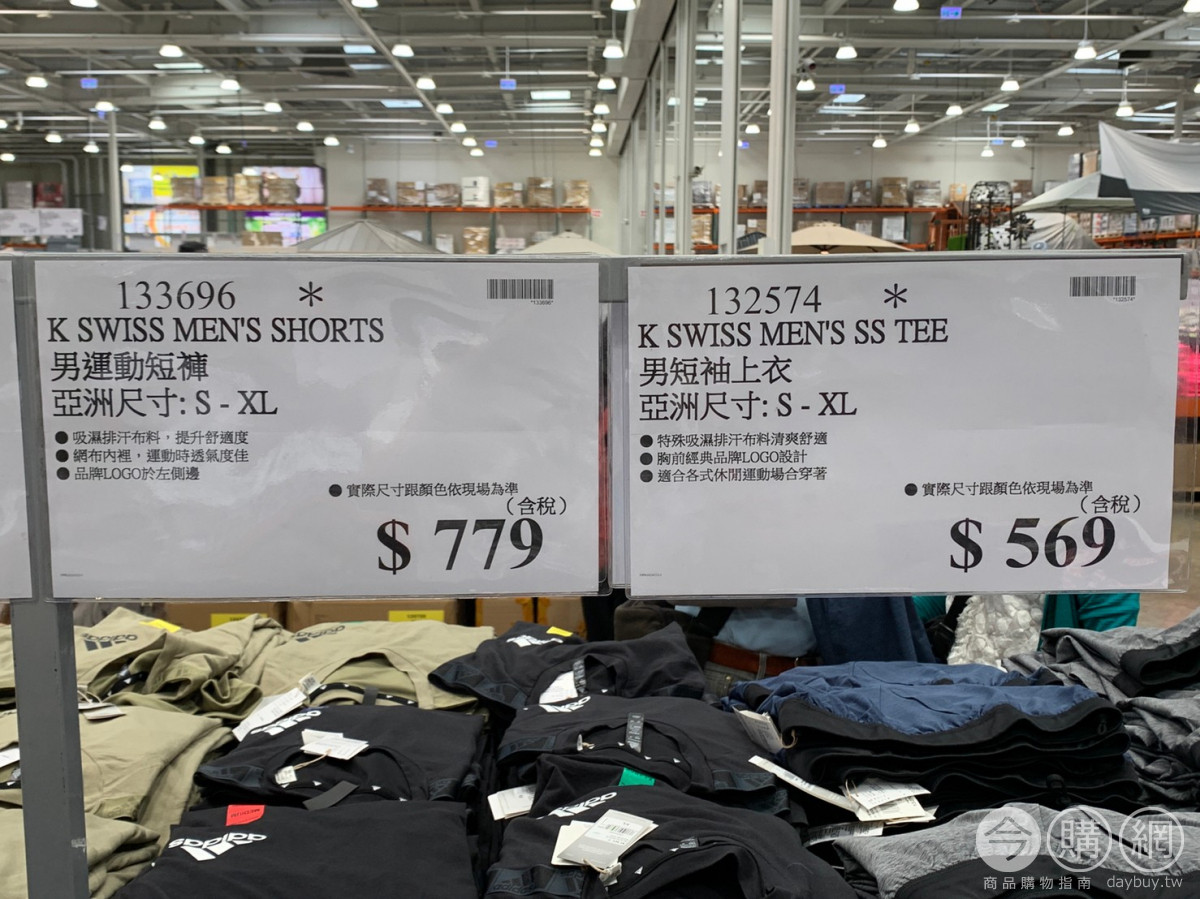 133696 *
K SWISS MEN'S SHORTS
男運動短褲
亞洲尺寸: S - XL
● 吸濕排汗布料，提升舒適度
● 網布內裡，運動時透氣度佳
● 品牌LOGO於左側邊
● 實際尺寸跟顏色依現場為準
（含稅）
$ 779
"133696"
132574 *
K SWISS MEN'S SS TEE
男短袖上衣
亞洲尺寸: S - XL
● 特殊吸濕排汗布料清爽舒適
● 胸前經典品牌LOGO設計
● 適合各式休閒運動場合穿著
● 實際尺寸跟顏色依現場為準
（含稅）
$ 569
"132574"
adidas
今購網
商品購物指南 daybuy.tw